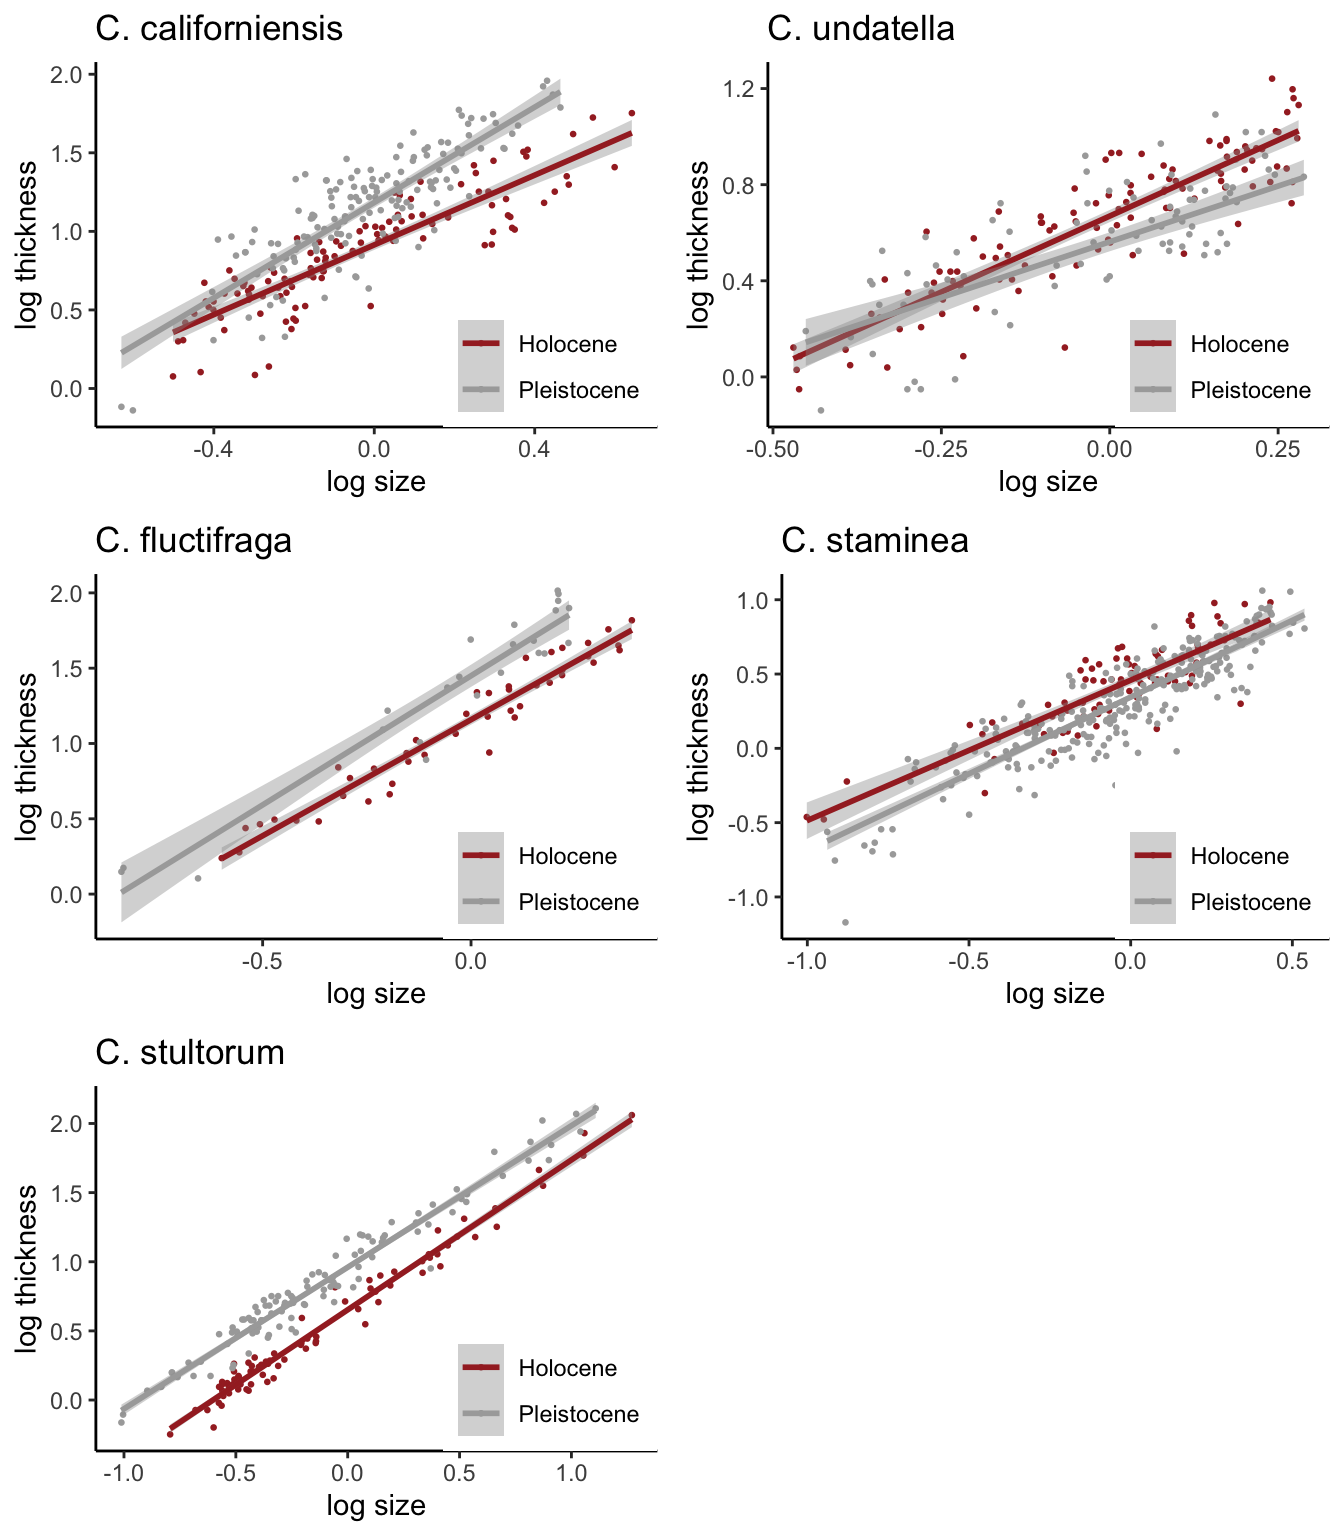 C. californiensis
2.0
1.5
1.0
0.5
0.0
log thickness
-0.4
0.0
0.4
log size
Holocene
Pleistocene
C. undatella
1.2
0.8
0.4
0.0
log thickness
-0.50
-0.25
0.00
0.25
log size
Holocene
Pleistocene
C. fluctifraga
2.0
1.5
1.0
0.5
0.0
log thickness
-0.5
0.0
log size
Holocene
Pleistocene
C. staminea
1.0
0.5
0.0
-0.5
-1.0
log thickness
-1.0
-0.5
0.0
0.5
log size
Holocene
Pleistocene
C. stultorum
2.0
1.5
1.0
0.5
0.0
log thickness
-1.0
-0.5
0.0
0.5
1.0
log size
Holocene
Pleistocene